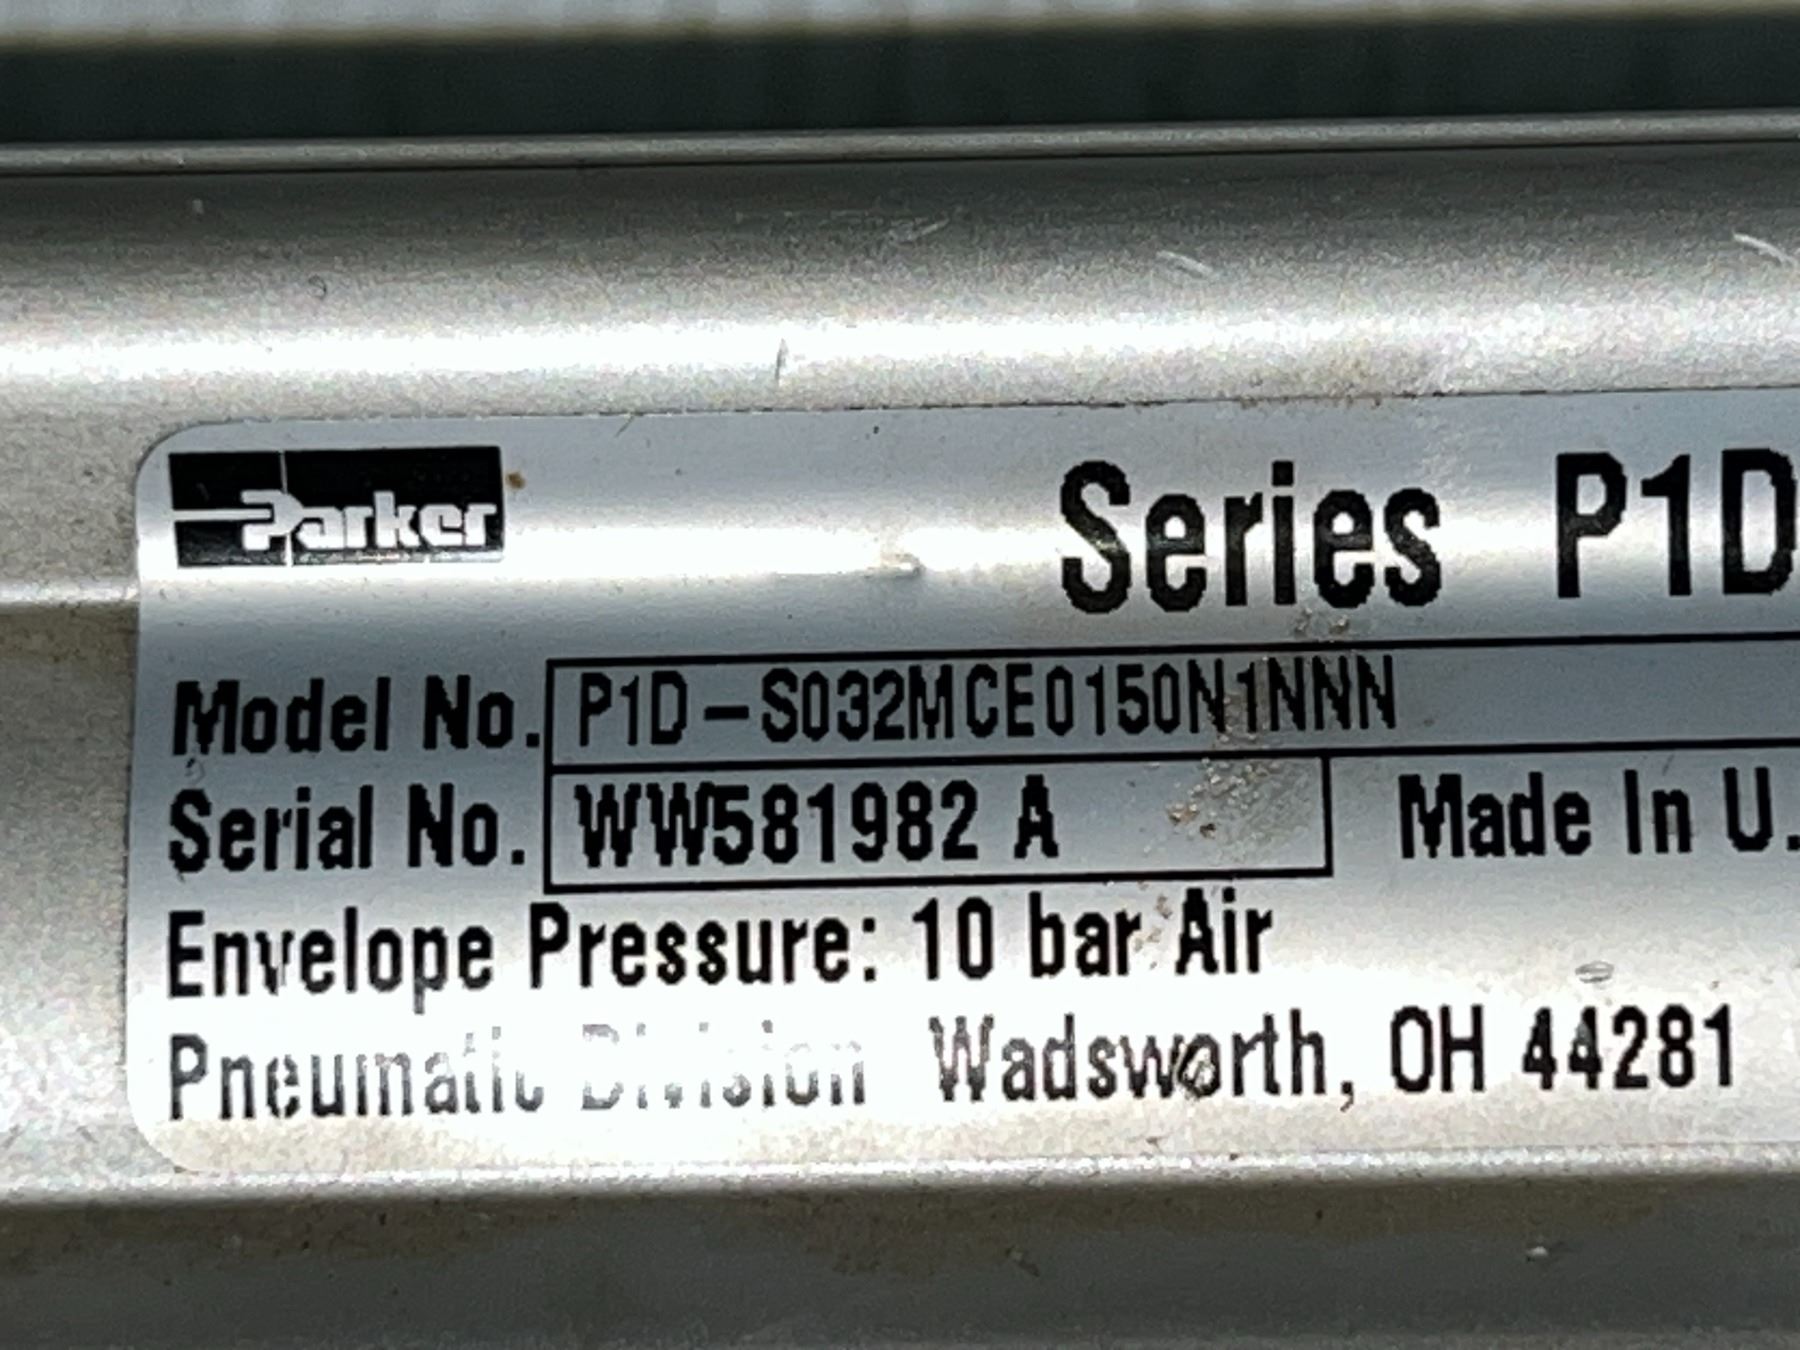 Parker
Series P1D
Model No. P1D-S032MCE0150N1NNN
Serial No. WW581982 A
Made In U.
Envelope Pressure: 10 bar Air
Pneumatic Division Wadsworth, OH 44281